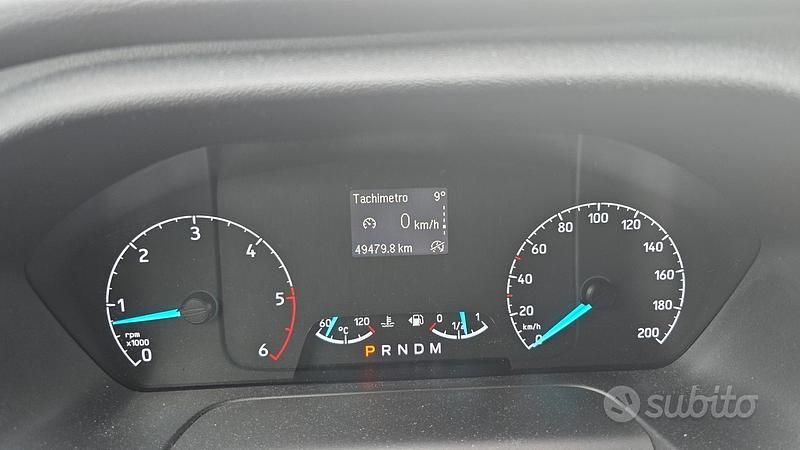 Tachimetro 9°
0 km/h
49479.8 km
0 1 2 3 4 5 6
rpm
x1000
60 °C 120
0 1/2 1
P R N D M
0 20 40 60 80 100 120 140 160 180 200
km/h
subito